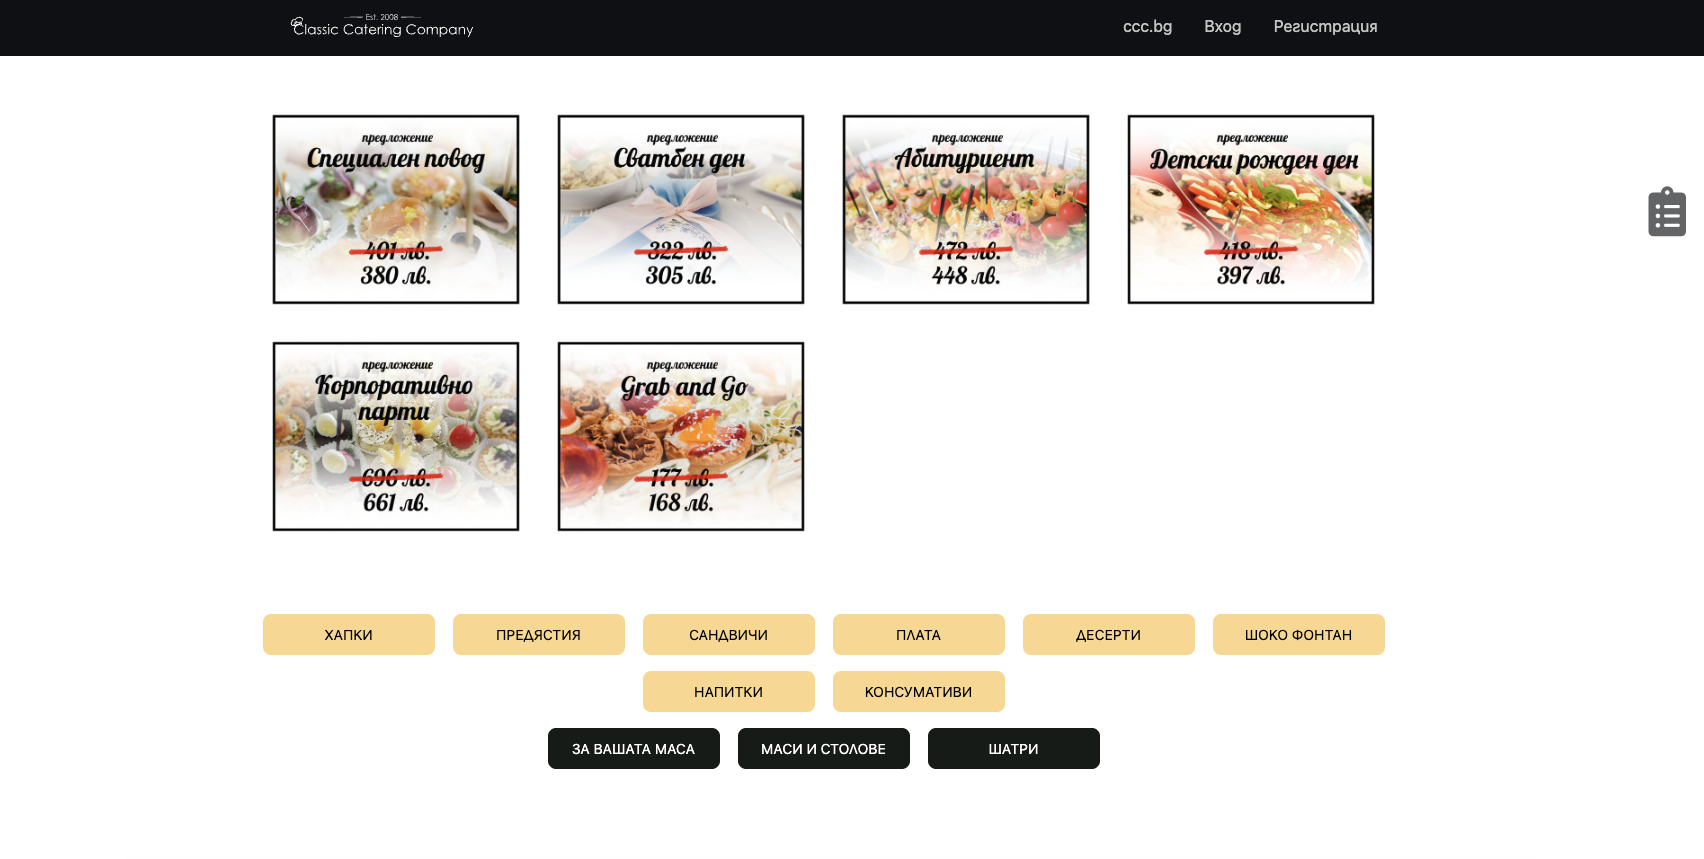 Est. 2008
Classic Catering Company
ccc.bg
Вход
Регистрация
предложение
Специален повод
401 лв.
380 лв.
предложение
Сватбен ден
322 лв.
305 лв.
предложение
Абитуриент
472 лв.
448 лв.
предложение
Детски рожден ден
418 лв.
397 лв.
предложение
Корпоративно
парти
696 лв.
661 лв.
предложение
Grab and Go
177 лв.
168 лв.
ХАПКИ
ПРЕДЯСТИЯ
САНДВИЧИ
ПЛАТА
ДЕСЕРТИ
ШОКО ФОНТАН
НАПИТКИ
КОНСУМАТИВИ
ЗА ВАШАТА МАСА
МАСИ И СТОЛОВЕ
ШАТРИ